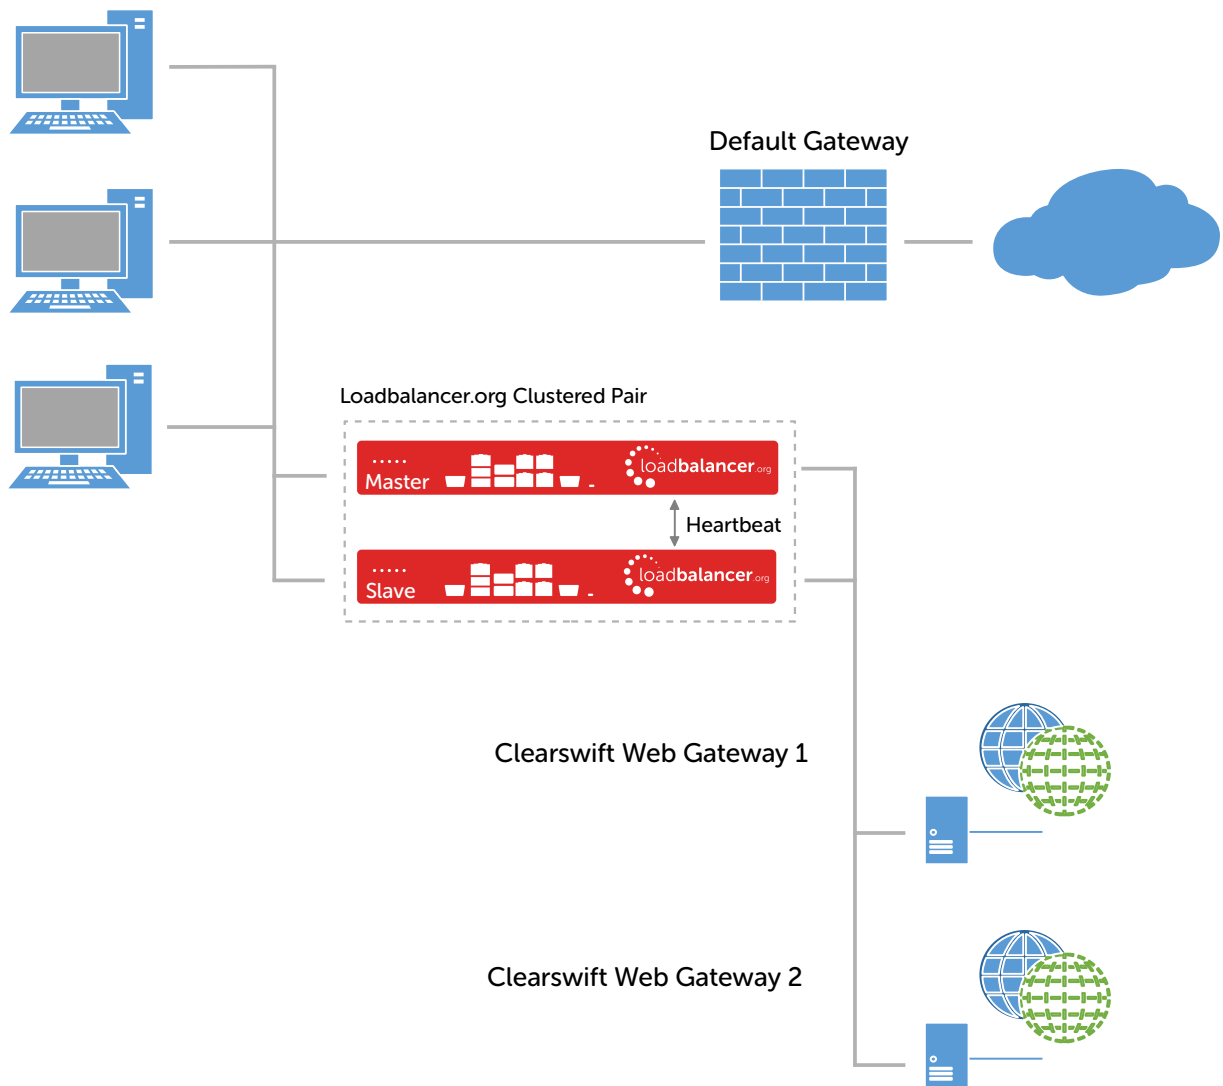 Default Gateway
Loadbalancer.org Clustered Pair
Master
loadbalancer.org
Heartbeat
Slave
loadbalancer.org
Clearswift Web Gateway 1
Clearswift Web Gateway 2